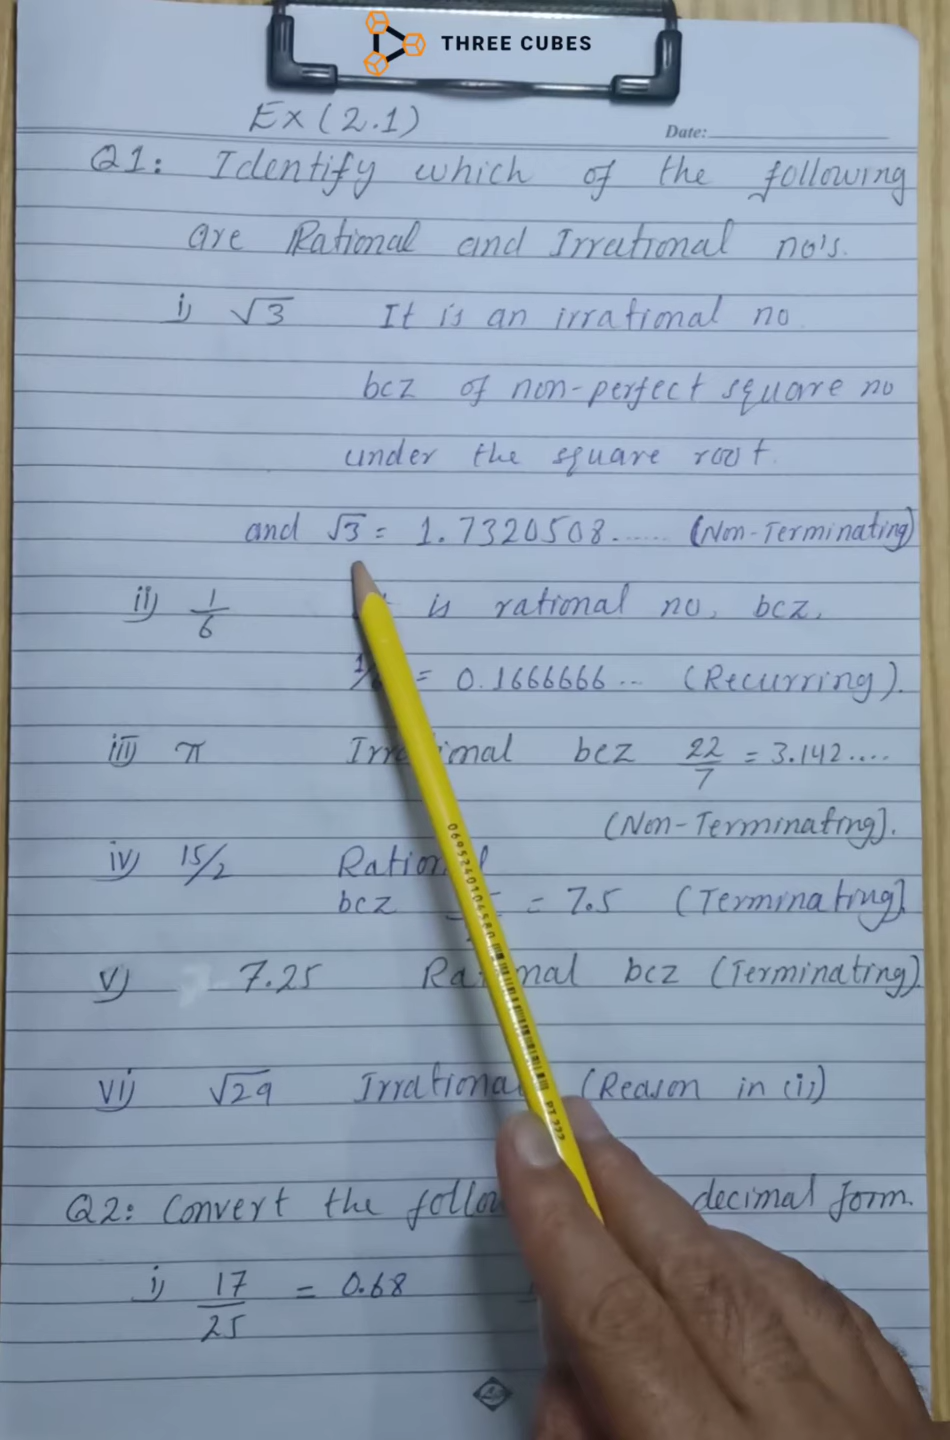 THREE CUBES
Ex (2.1)
Date:
Q1: Identify which of the following
are Rational and Irrational no's.
i) √3 It is an irrational no
bcz of non-perfect square no
under the square root.
and √3 = 1.7320508...... (Non-Terminating)
ii) 1/6 is rational no, bcz,
= 0.1666666... (Recurring).
iii) π bcz 22/7 = 3.142....
(Non-Terminating).
iv) 15/2
bcz = 7.5 (Terminating)
v) 7.25 bcz (Terminating)
vi) √29 Irrational (Reason in (i))
Q2: Convert the decimal form.
i) 17/25 = 0.68
069524010458
PT 777